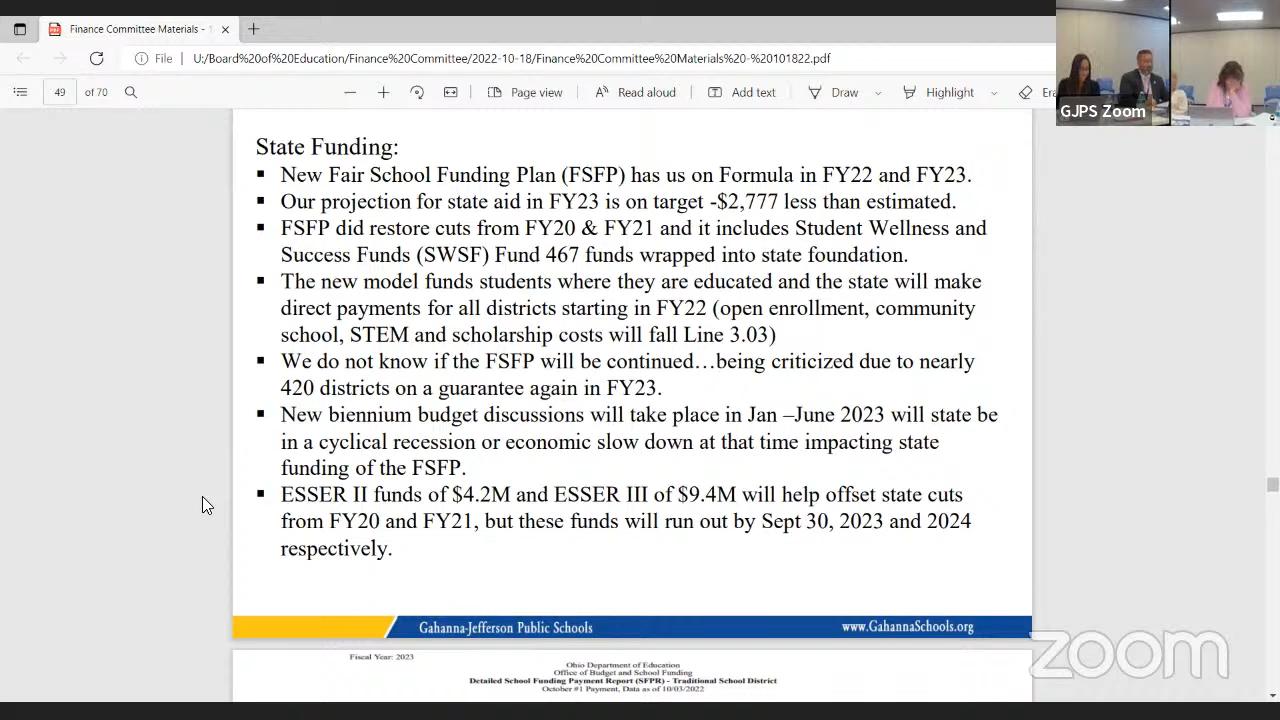 Finance Committee Materials - 1
File
U:/Board%20of%20Education/Finance%20Committee/2022-10-18/Finance%20Committee%20Materials%20-%20101822.pdf
49 of 70
Page view
Read aloud
Add text
Draw
Highlight
Era
GJPS Zoom
State Funding:
▪ New Fair School Funding Plan (FSFP) has us on Formula in FY22 and FY23.
▪ Our projection for state aid in FY23 is on target -$2,777 less than estimated.
▪ FSFP did restore cuts from FY20 & FY21 and it includes Student Wellness and
Success Funds (SWSF) Fund 467 funds wrapped into state foundation.
▪ The new model funds students where they are educated and the state will make
direct payments for all districts starting in FY22 (open enrollment, community
school, STEM and scholarship costs will fall Line 3.03)
▪ We do not know if the FSFP will be continued…being criticized due to nearly
420 districts on a guarantee again in FY23.
▪ New biennium budget discussions will take place in Jan –June 2023 will state be
in a cyclical recession or economic slow down at that time impacting state
funding of the FSFP.
▪ ESSER II funds of $4.2M and ESSER III of $9.4M will help offset state cuts
from FY20 and FY21, but these funds will run out by Sept 30, 2023 and 2024
respectively.
Gahanna-Jefferson Public Schools
www.GahannaSchools.org
zoom
Fiscal Year: 2023
Ohio Department of Education
Office of Budget and School Funding
Detailed School Funding Payment Report (SFPR) - Traditional School District
October #1 Payment, Data as of 10/03/2022